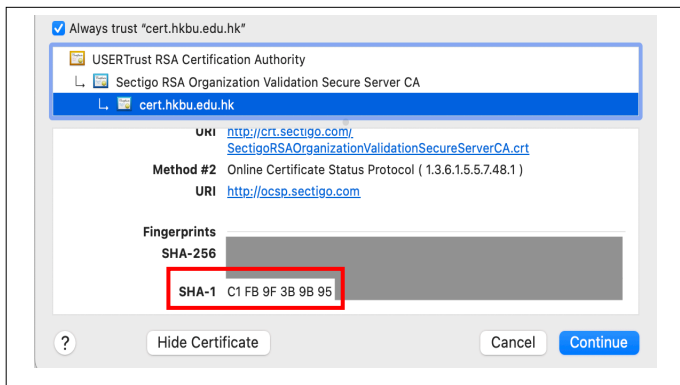 Always trust “cert.hkbu.edu.hk”
USERTrust RSA Certification Authority
Sectigo RSA Organization Validation Secure Server CA
cert.hkbu.edu.hk
URI http://crt.sectigo.com/
SectigoRSAOrganizationValidationSecureServerCA.crt
Method #2 Online Certificate Status Protocol ( 1.3.6.1.5.5.7.48.1 )
URI http://ocsp.sectigo.com
Fingerprints
SHA-256
SHA-1 C1 FB 9F 3B 9B 95
? Hide Certificate Cancel Continue